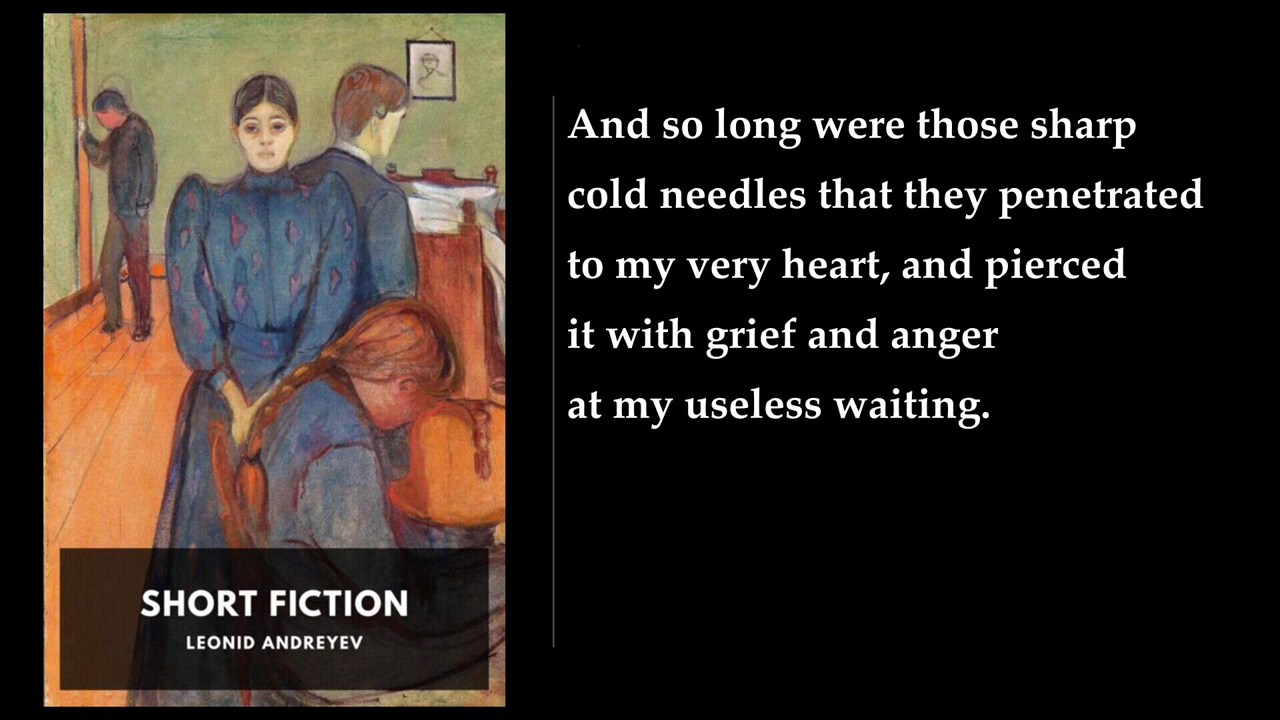 And so long were those sharp
cold needles that they penetrated
to my very heart, and pierced
it with grief and anger
at my useless waiting.
SHORT FICTION
LEONID ANDREYEV